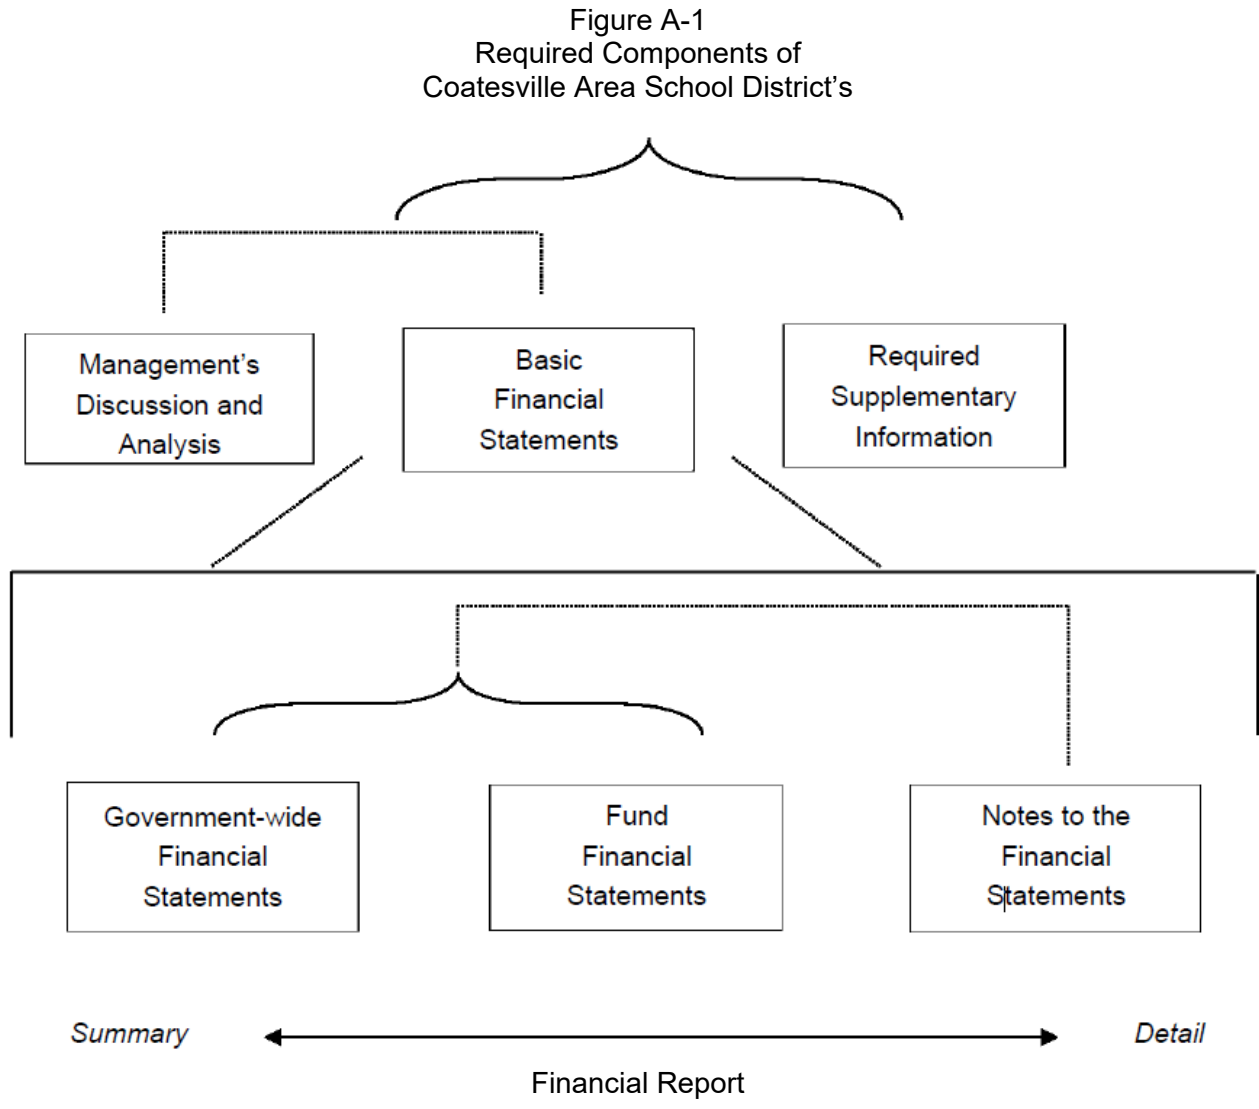 Figure A-1
Required Components of
Coatesville Area School District’s
Management’s
Discussion and
Analysis
Basic
Financial
Statements
Required
Supplementary
Information
Government-wide
Financial
Statements
Fund
Financial
Statements
Notes to the
Financial
Statements
Summary
Detail
Financial Report